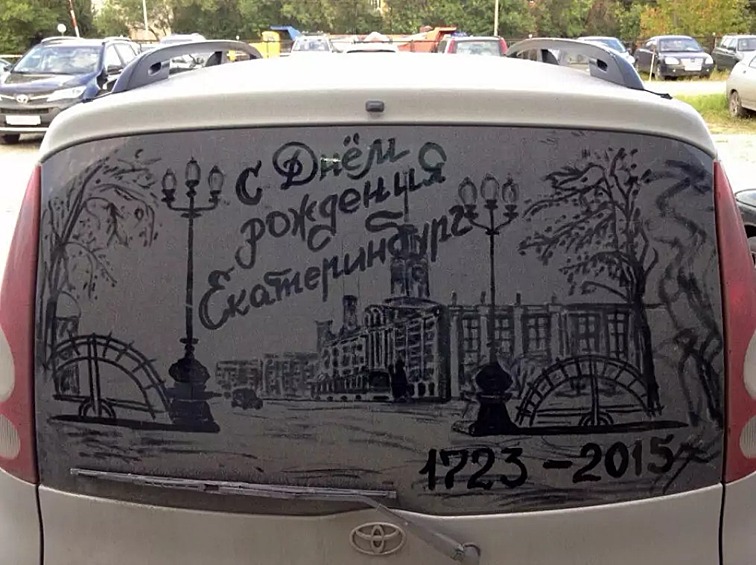 С Днём
рождения
Екатеринбург
1723-2015